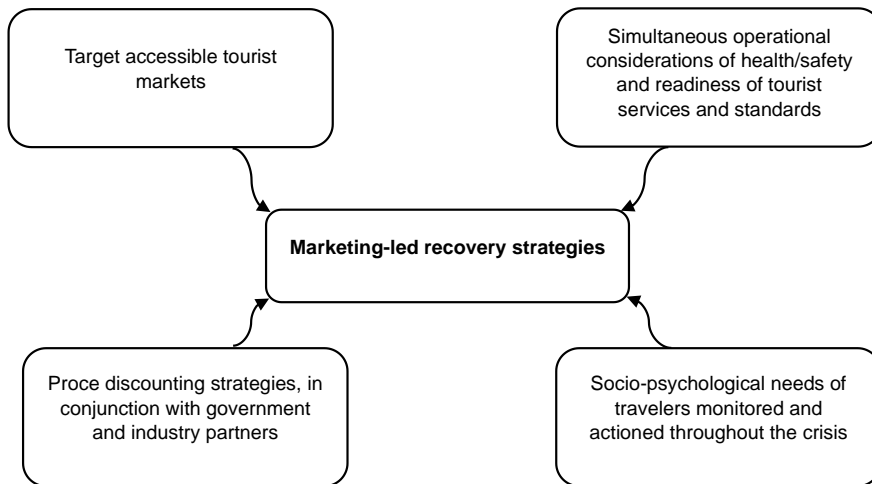 Target accessible tourist
markets
Simultaneous operational
considerations of health/safety
and readiness of tourist
services and standards
Marketing-led recovery strategies
Proce discounting strategies, in
conjunction with government
and industry partners
Socio-psychological needs of
travelers monitored and
actioned throughout the crisis